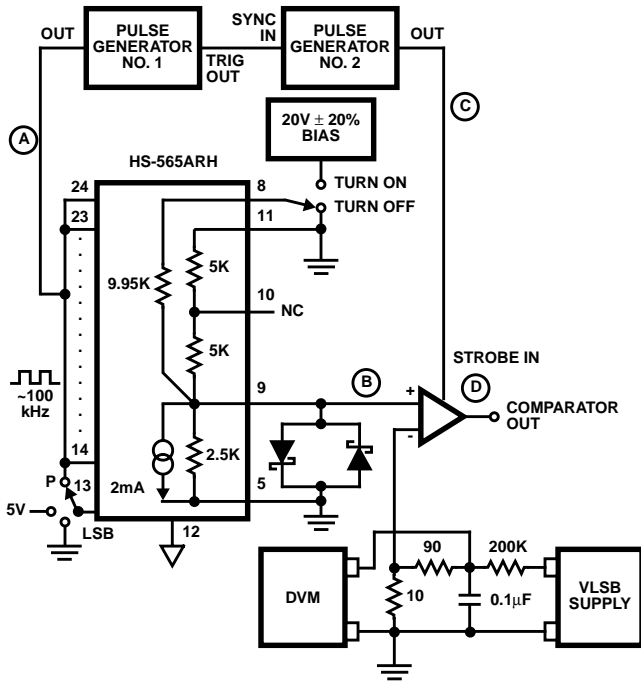 OUT
PULSE
GENERATOR
NO. 1
TRIG
OUT
SYNC
IN
PULSE
GENERATOR
NO. 2
OUT
A
C
20V ± 20%
BIAS
HS-565ARH
TURN ON
TURN OFF
24
23
8
11
9.95K
5K
10
NC
5K
~100
kHz
9
B
STROBE IN
D
+
-
COMPARATOR
OUT
14
2.5K
P
13
2mA
5
5V
LSB
12
DVM
90
200K
10
0.1µF
VLSB
SUPPLY